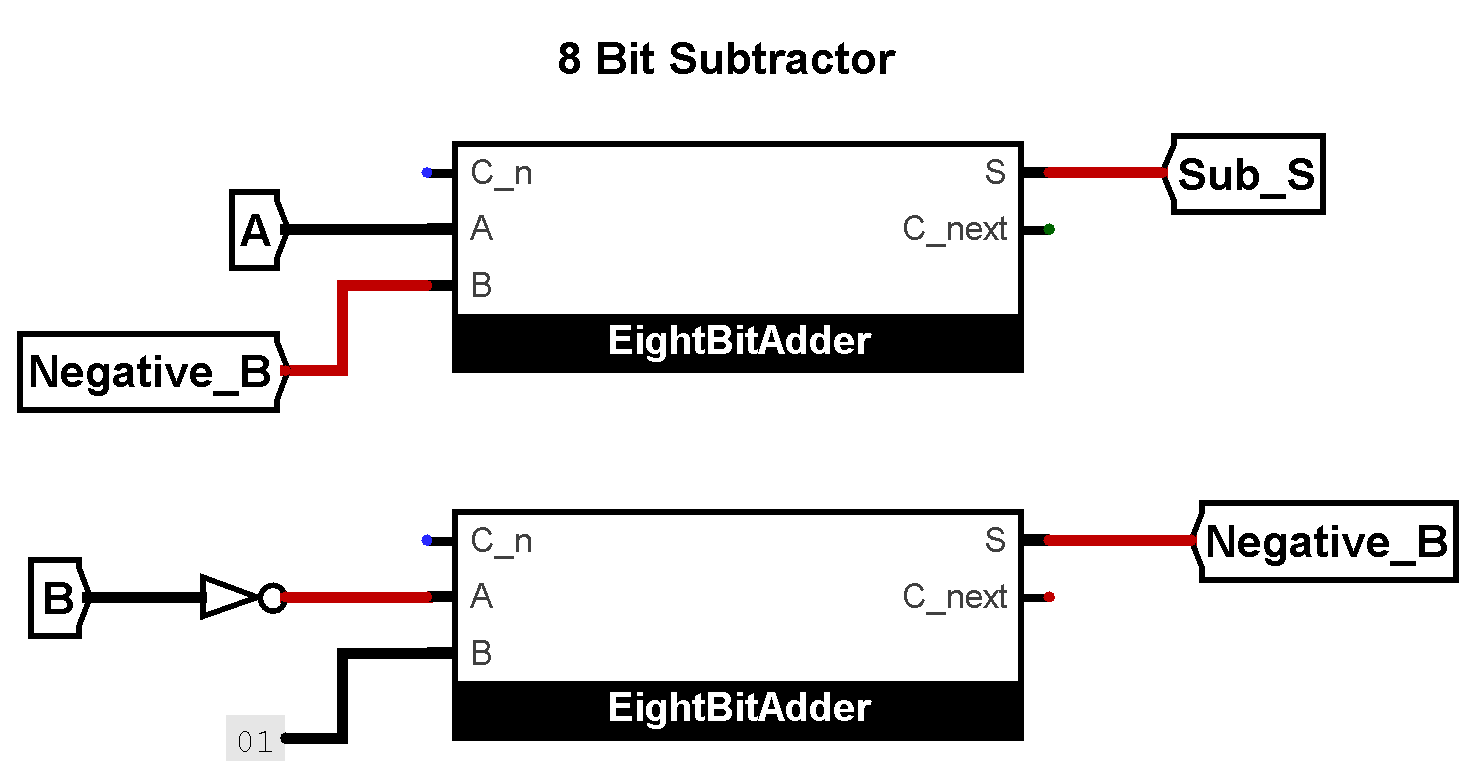 8 Bit Subtractor
C_n
S
Sub_S
A
A
C_next
B
EightBitAdder
Negative_B
C_n
S
Negative_B
B
A
C_next
B
01
EightBitAdder